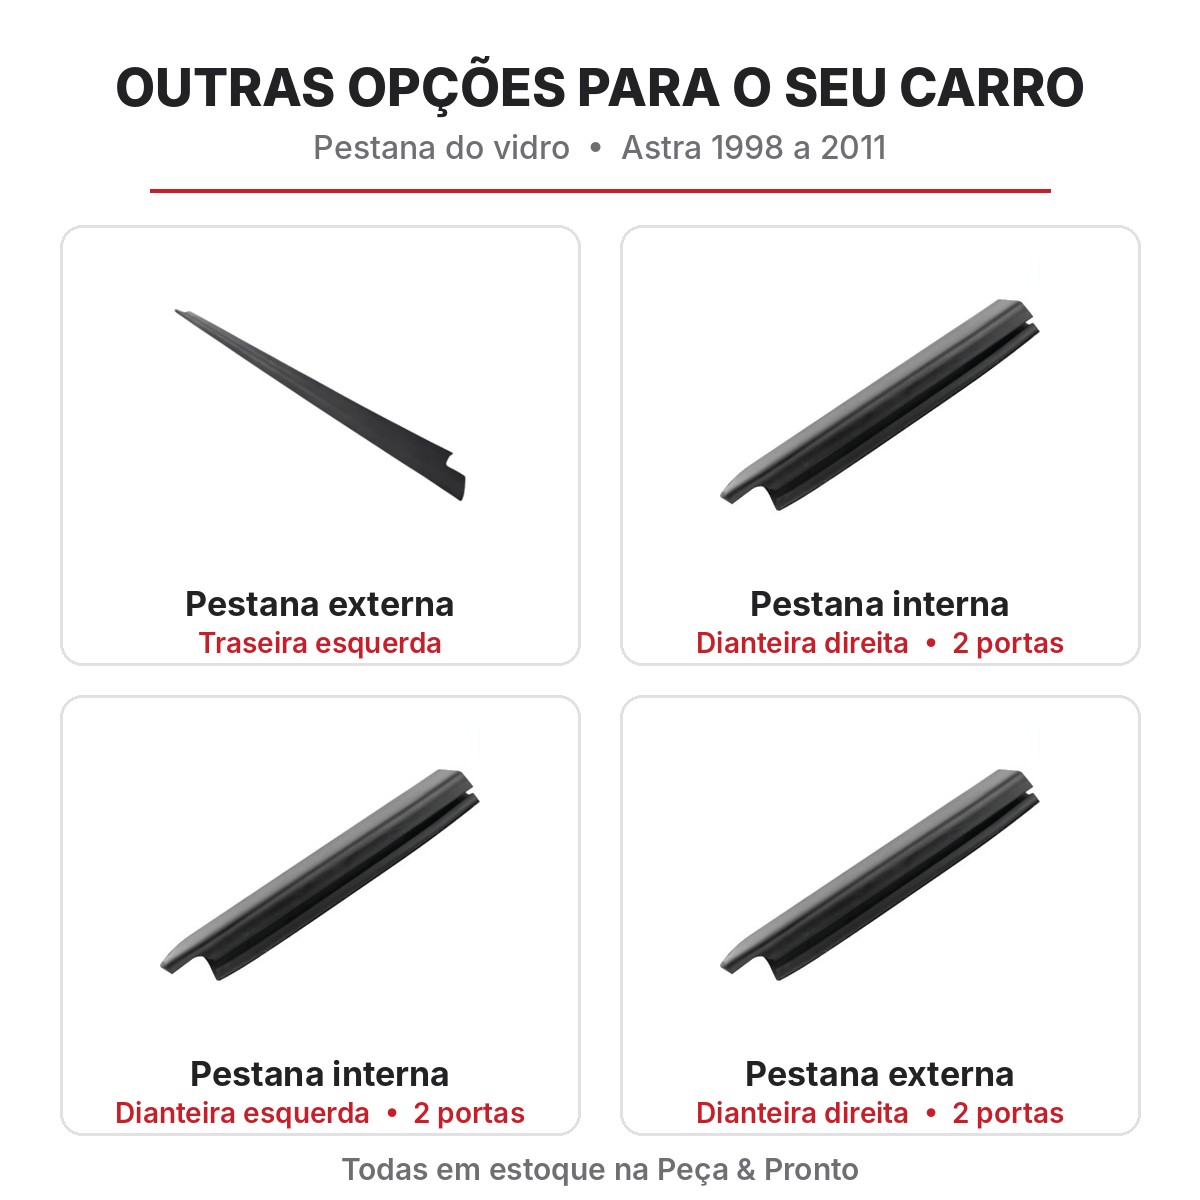 OUTRAS OPÇÕES PARA O SEU CARRO
Pestana do vidro • Astra 1998 a 2011
Pestana externa
Traseira esquerda
Pestana interna
Dianteira direita • 2 portas
Pestana interna
Dianteira esquerda • 2 portas
Pestana externa
Dianteira direita • 2 portas
Todas em estoque na Peça & Pronto